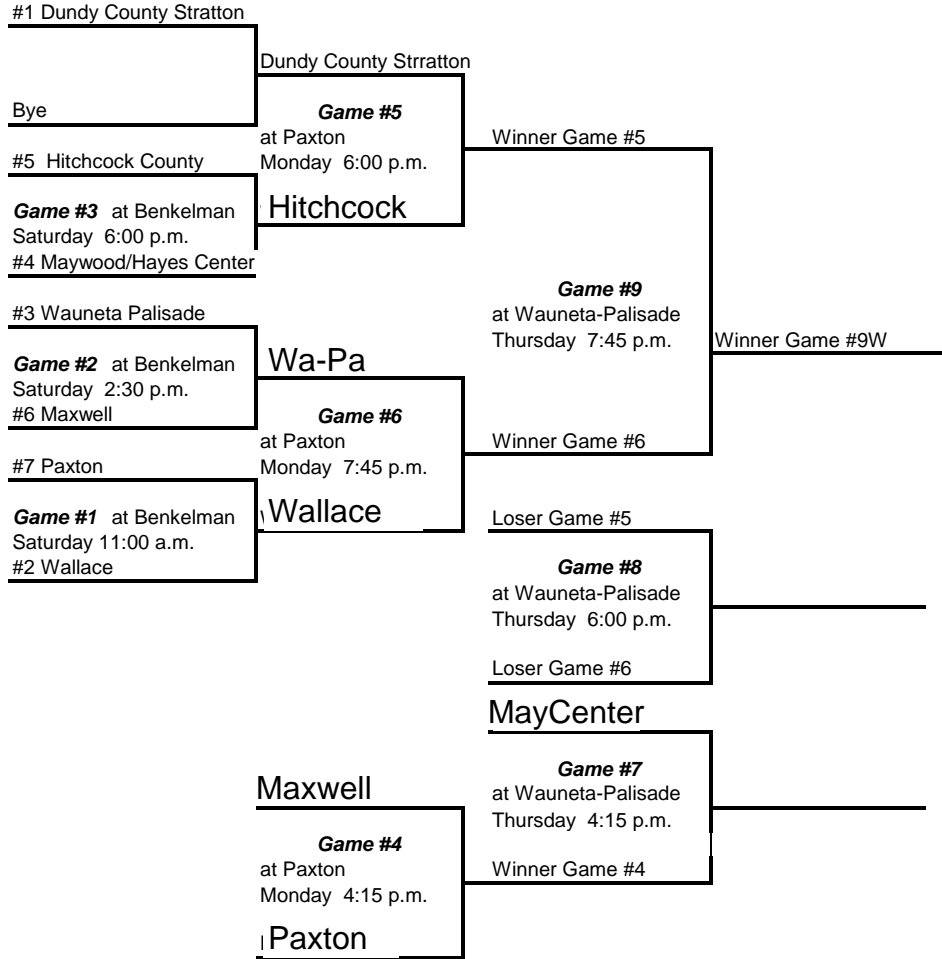 #1 Dundy County Stratton
Dundy County Strratton
Bye
Game #5
at Paxton
Monday 6:00 p.m.
Winner Game #5
#5 Hitchcock County
Game #3 at Benkelman
Saturday 6:00 p.m.
Hitchcock
#4 Maywood/Hayes Center
Game #9
at Wauneta-Palisade
Thursday 7:45 p.m.
Winner Game #9W
#3 Wauneta Palisade
Game #2 at Benkelman
Saturday 2:30 p.m.
Wa-Pa
#6 Maxwell
Game #6
at Paxton
Monday 7:45 p.m.
Winner Game #6
#7 Paxton
Game #1 at Benkelman
Saturday 11:00 a.m.
Wallace
#2 Wallace
Loser Game #5
Game #8
at Wauneta-Palisade
Thursday 6:00 p.m.
Loser Game #6
MayCenter
Game #7
at Wauneta-Palisade
Thursday 4:15 p.m.
Maxwell
Game #4
at Paxton
Monday 4:15 p.m.
Winner Game #4
Paxton